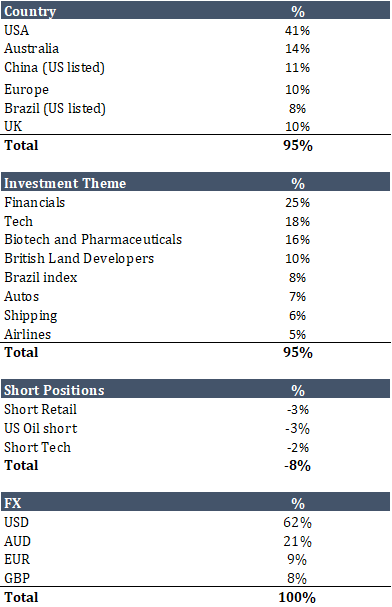 Country %
USA 41%
Australia 14%
China (US listed) 11%
Europe 10%
Brazil (US listed) 8%
UK 10%
Total 95%
Investment Theme %
Financials 25%
Tech 18%
Biotech and Pharmaceuticals 16%
British Land Developers 10%
Brazil index 8%
Autos 7%
Shipping 6%
Airlines 5%
Total 95%
Short Positions %
Short Retail -3%
US Oil short -3%
Short Tech -2%
Total -8%
FX %
USD 62%
AUD 21%
EUR 9%
GBP 8%
Total 100%